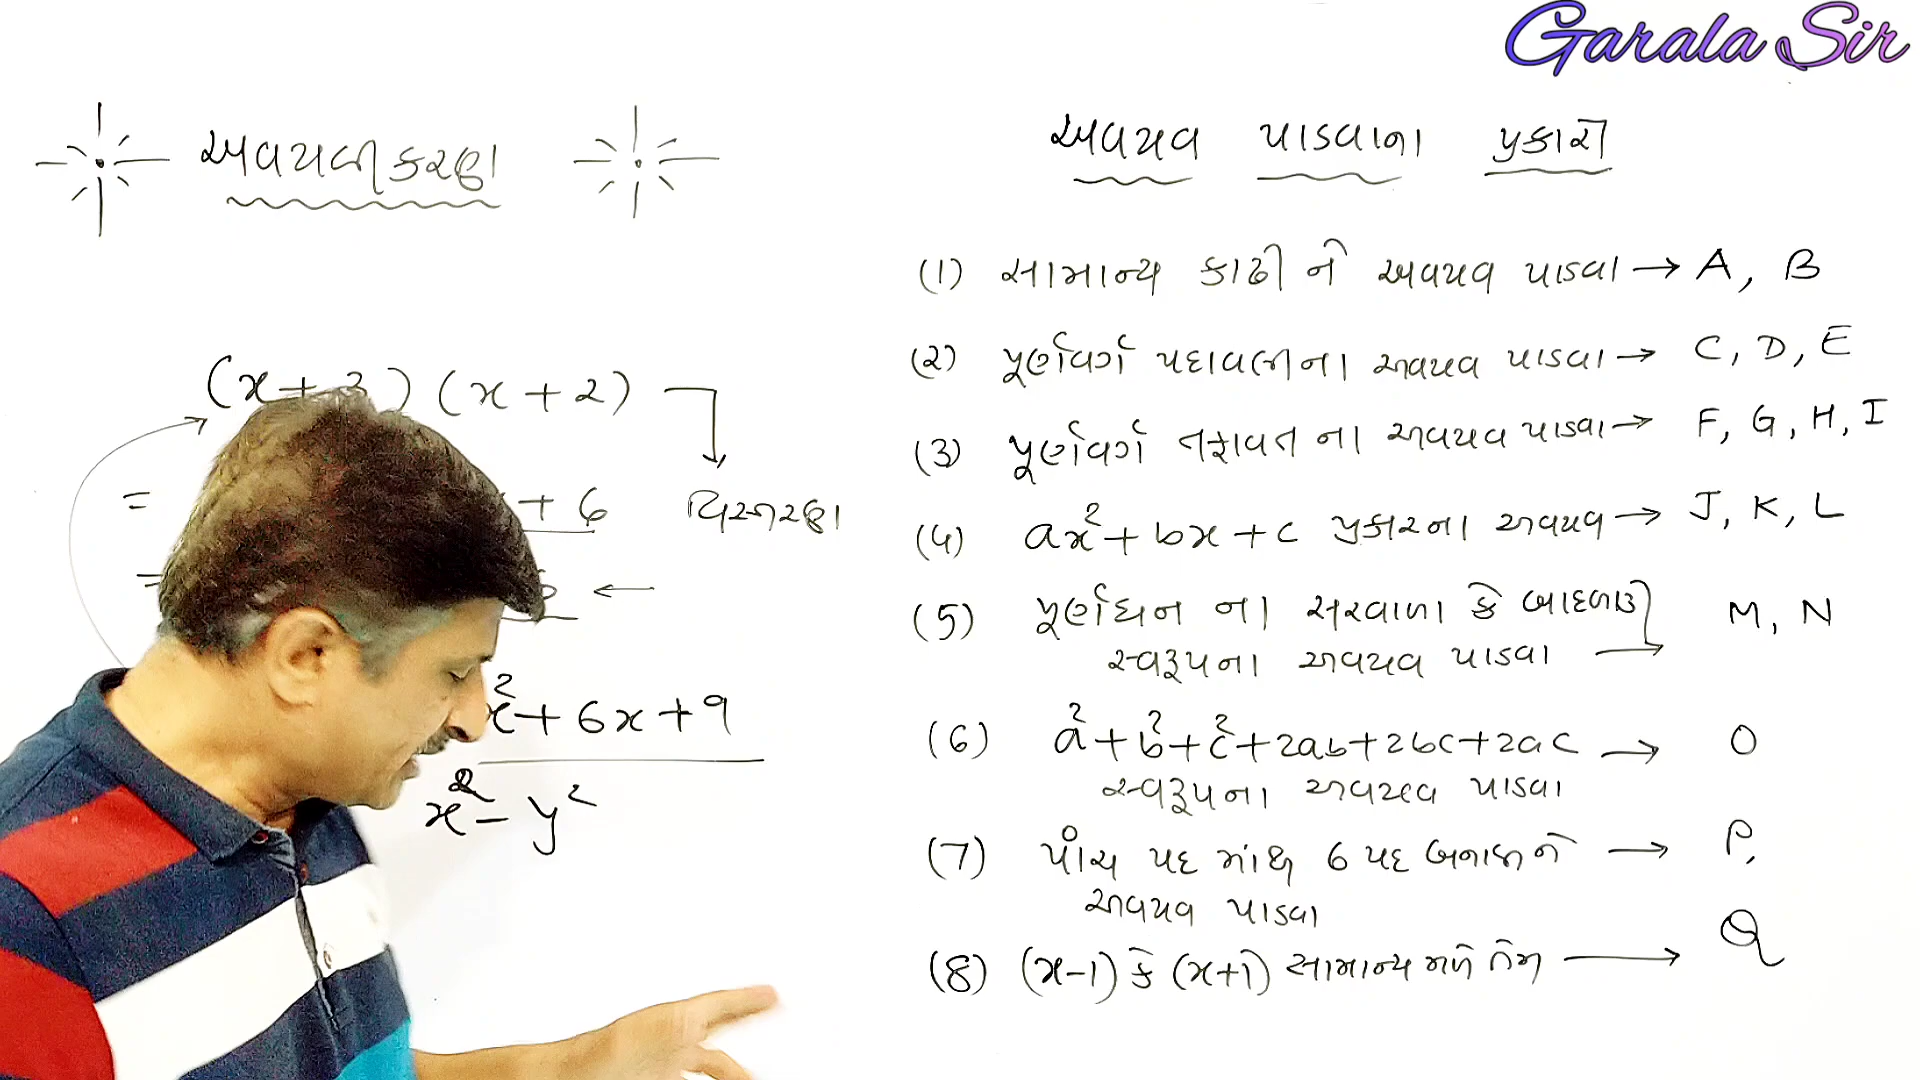 Garala Sir
અવયવીકરણ
(x+3) (x+2)
= + 6 વિસ્તરણ
= 6 ←
x² + 6x + 9
x² - y²
અવયવ પાડવાના પ્રકારો
(1) સામાન્ય કાઢી ને અવયવ પાડવા → A, B
(2) પૂર્ણવર્ગ પદાવલીના અવયવ પાડવા → C, D, E
(3) પૂર્ણવર્ગ તફાવત ના અવયવ પાડવા → F, G, H, I
(4) ax² + bx + c પ્રકારના અવયવ → J, K, L
(5) પૂર્ણઘન ના સરવાળા કે બાદબાકી M, N
સ્વરૂપના અવયવ પાડવા →
(6) a² + b² + c² + 2ab + 2bc + 2ac → O
સ્વરૂપના અવયવ પાડવા
(7) પાંચ પદ માંથી 6 પદ બનાવીને → P,
અવયવ પાડવા
(8) (x-1) કે (x+1) સામાન્ય મળે તેમ → Q